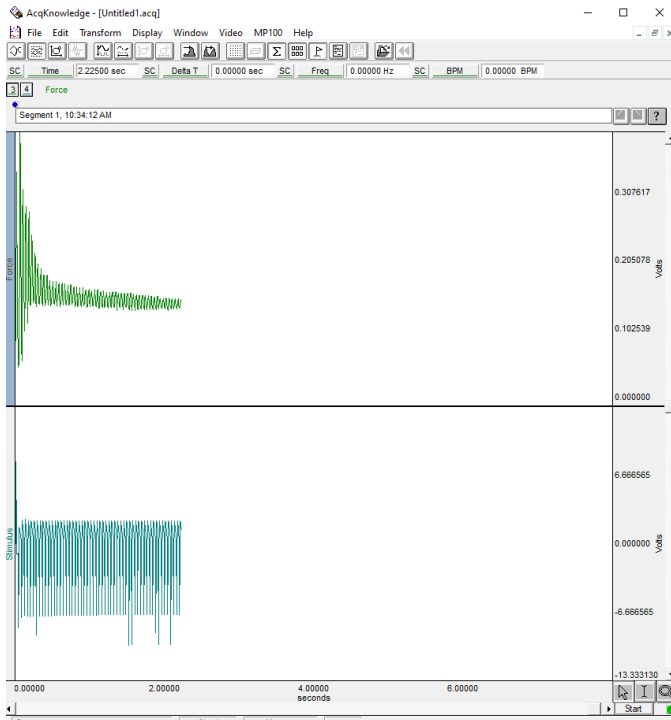 AcqKnowledge - [Untitled1.acq]
File Edit Transform Display Window Video MP100 Help
SC Time 2.22500 sec SC Delta T 0.00000 sec SC Freq 0.00000 Hz SC BPM 0.00000 BPM
3 4 Force
Segment 1, 10:34:12 AM
?
0.307617
0.205078
0.102539
0.000000
Force
Volts
6.666565
0.000000
-6.666565
-13.333130
Stimulus
Volts
0.00000 2.00000 4.00000 6.00000
seconds
Start